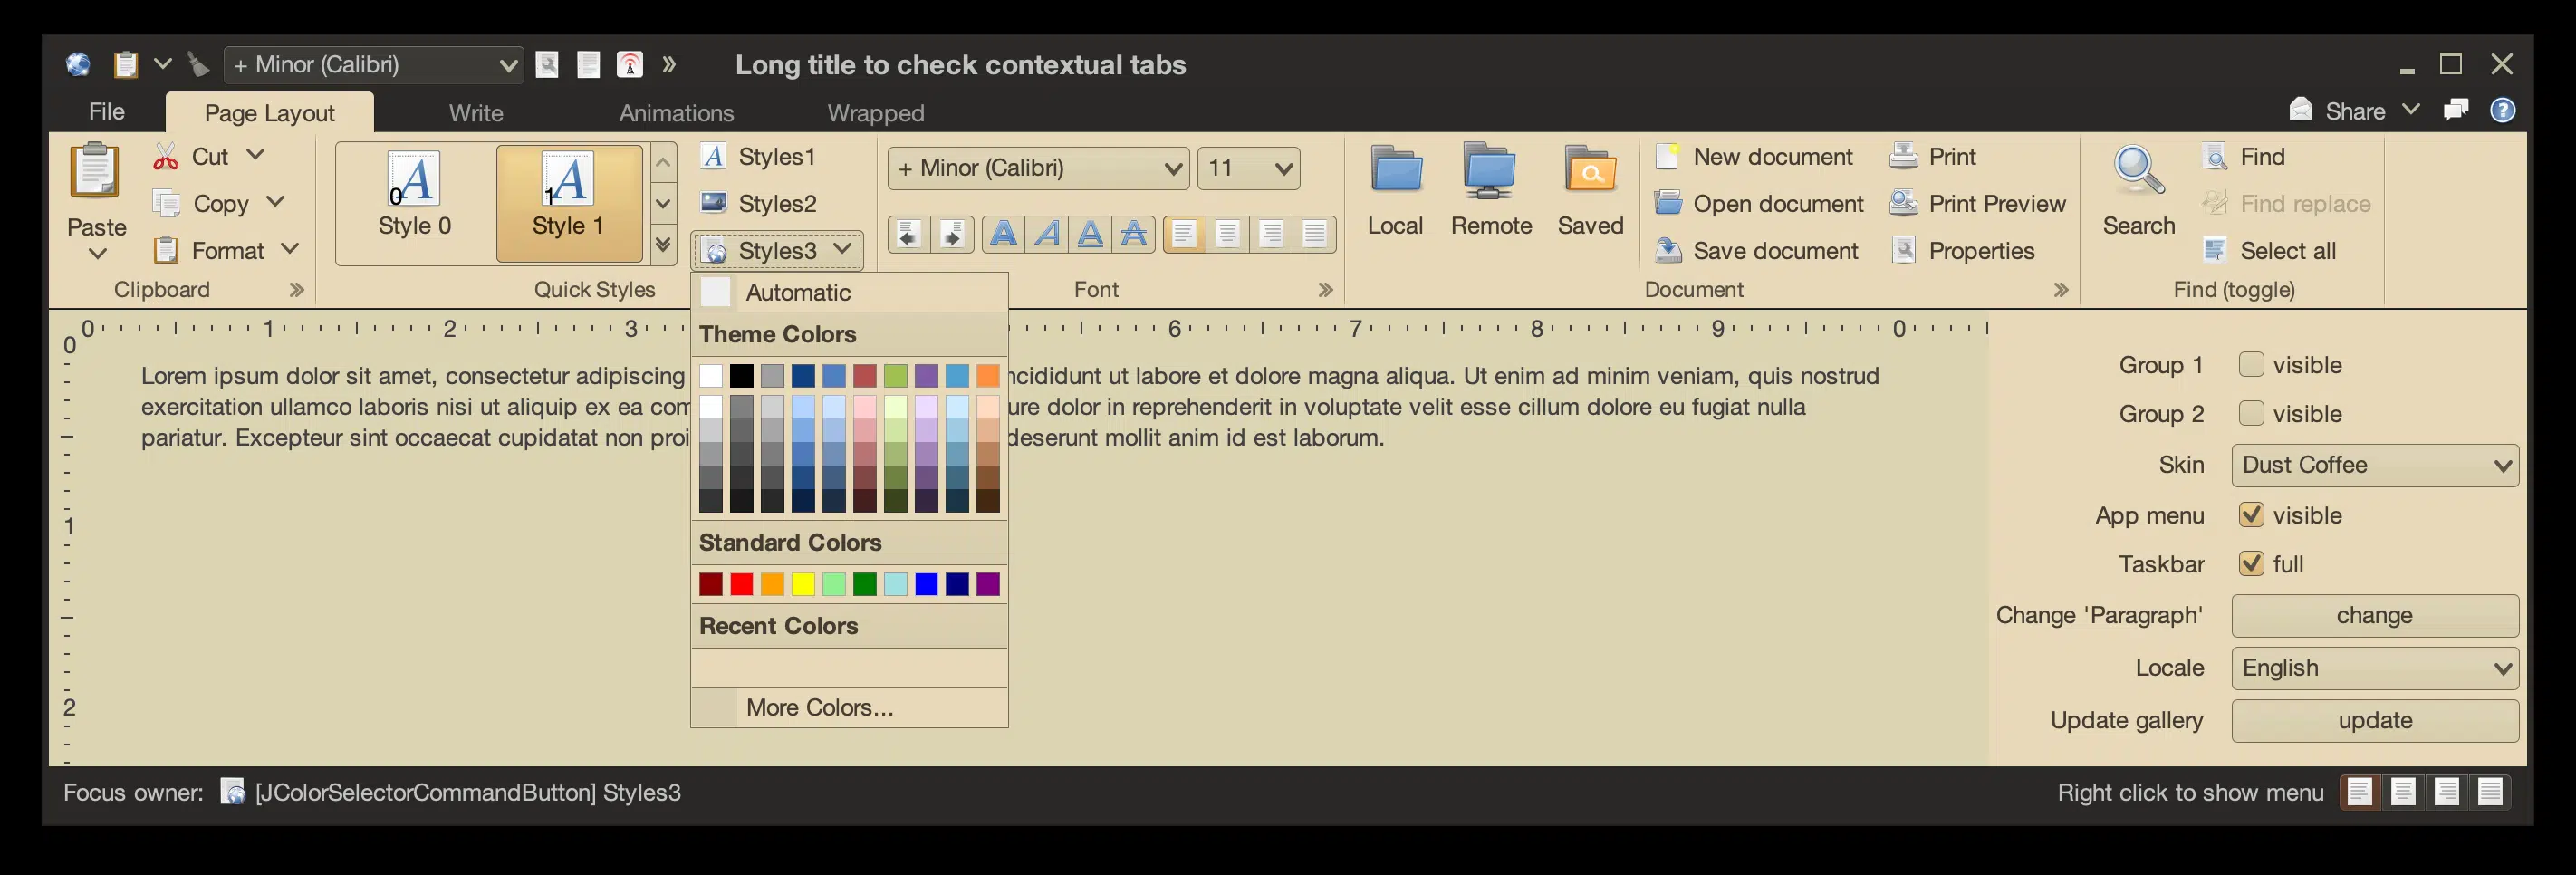 + Minor (Calibri)
Long title to check contextual tabs
File
Page Layout
Write
Animations
Wrapped
Share
Paste
Cut
Copy
Format
Clipboard
0
Style 0
1
Style 1
Styles1
Styles2
Styles3
Quick Styles
+ Minor (Calibri)
11
Font
Local
Remote
Saved
New document
Open document
Save document
Print
Print Preview
Properties
Document
Search
Find
Find replace
Select all
Find (toggle)
0 1 2 3 6 7 8 9 0
0
1
2
Lorem ipsum dolor sit amet, consectetur adipiscing ncididunt ut labore et dolore magna aliqua. Ut enim ad minim veniam, quis nostrud
exercitation ullamco laboris nisi ut aliquip ex ea com ure dolor in reprehenderit in voluptate velit esse cillum dolore eu fugiat nulla
pariatur. Excepteur sint occaecat cupidatat non proi deserunt mollit anim id est laborum.
Automatic
Theme Colors
Standard Colors
Recent Colors
More Colors...
Group 1 visible
Group 2 visible
Skin Dust Coffee
App menu visible
Taskbar full
Change 'Paragraph' change
Locale English
Update gallery update
Focus owner: [JColorSelectorCommandButton] Styles3
Right click to show menu